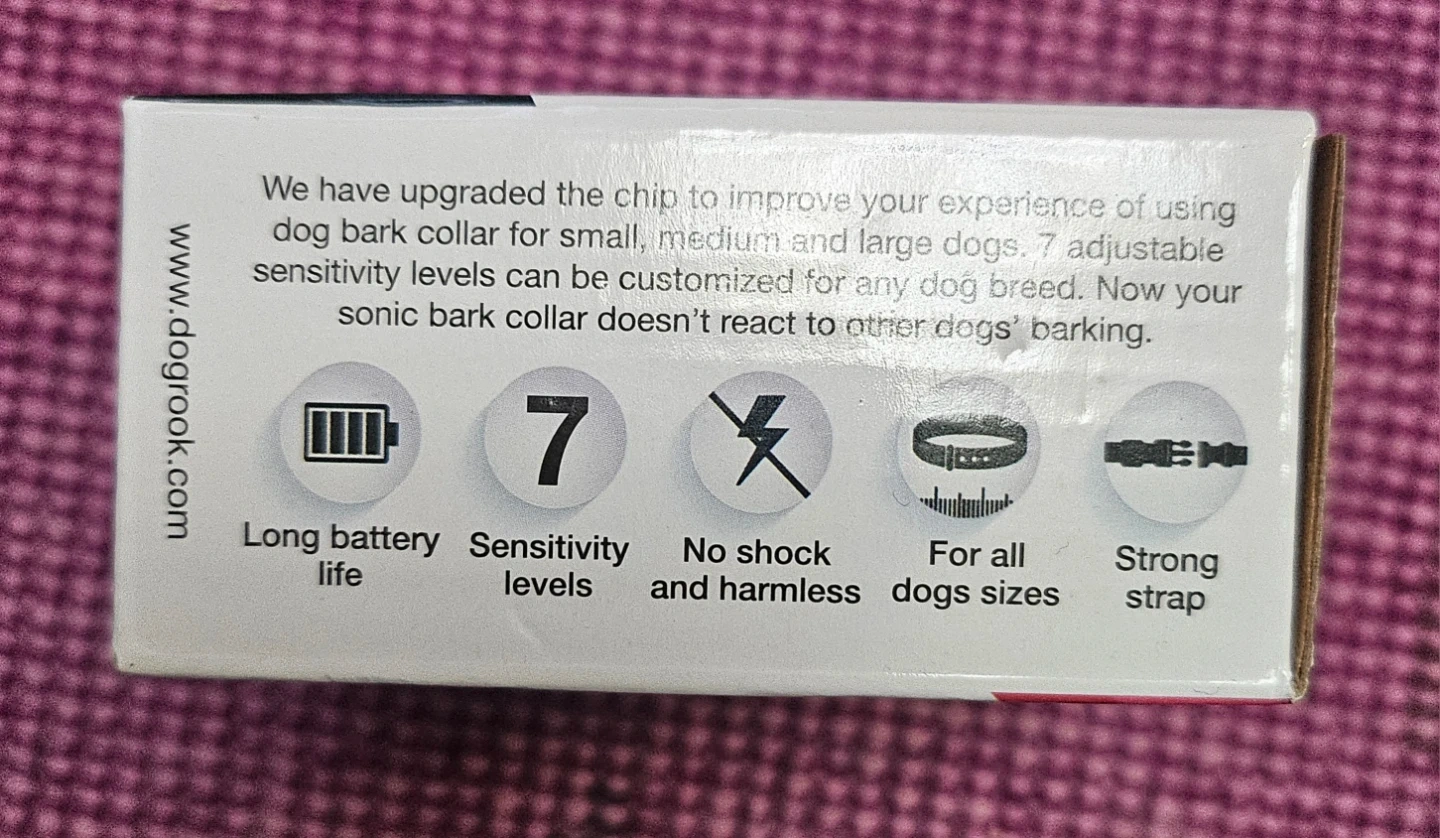 We have upgraded the chip to improve your experience of using
dog bark collar for small, medium and large dogs. 7 adjustable
sensitivity levels can be customized for any dog breed. Now your
sonic bark collar doesn't react to other dogs' barking.
www.dogrook.com
7
Long battery
life
Sensitivity
levels
No shock
and harmless
For all
dogs sizes
Strong
strap